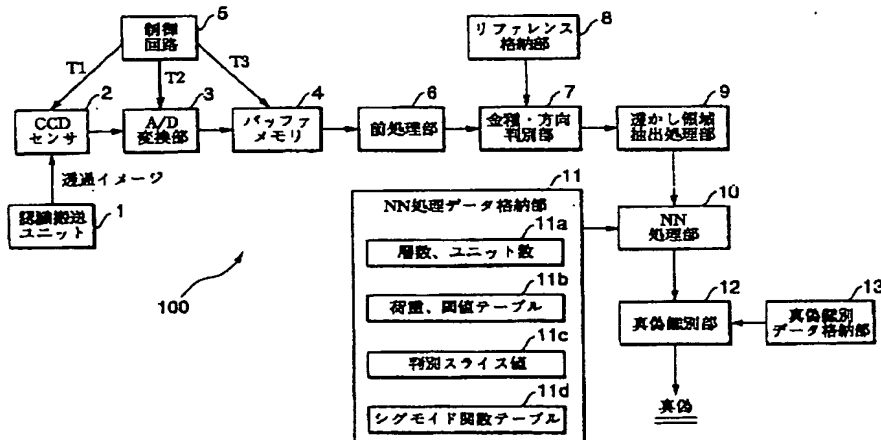 5
制御
回路
T1
T2
T3
2
CCD
センサ
3
A/D
変換部
4
バッファ
メモリ
6
前処理部
リファレンス
格納部
8
7
金種・方向
判別部
9
透かし領域
抽出処理部
透過イメージ
1
認識搬送
ユニット
100
11
NN処理データ格納部
11a
層数、ユニット数
11b
荷重、閾値テーブル
11c
判別スライス値
11d
シグモイド関数テーブル
10
NN
処理部
12
真偽鑑別部
13
真偽鑑別
データ格納部
真偽